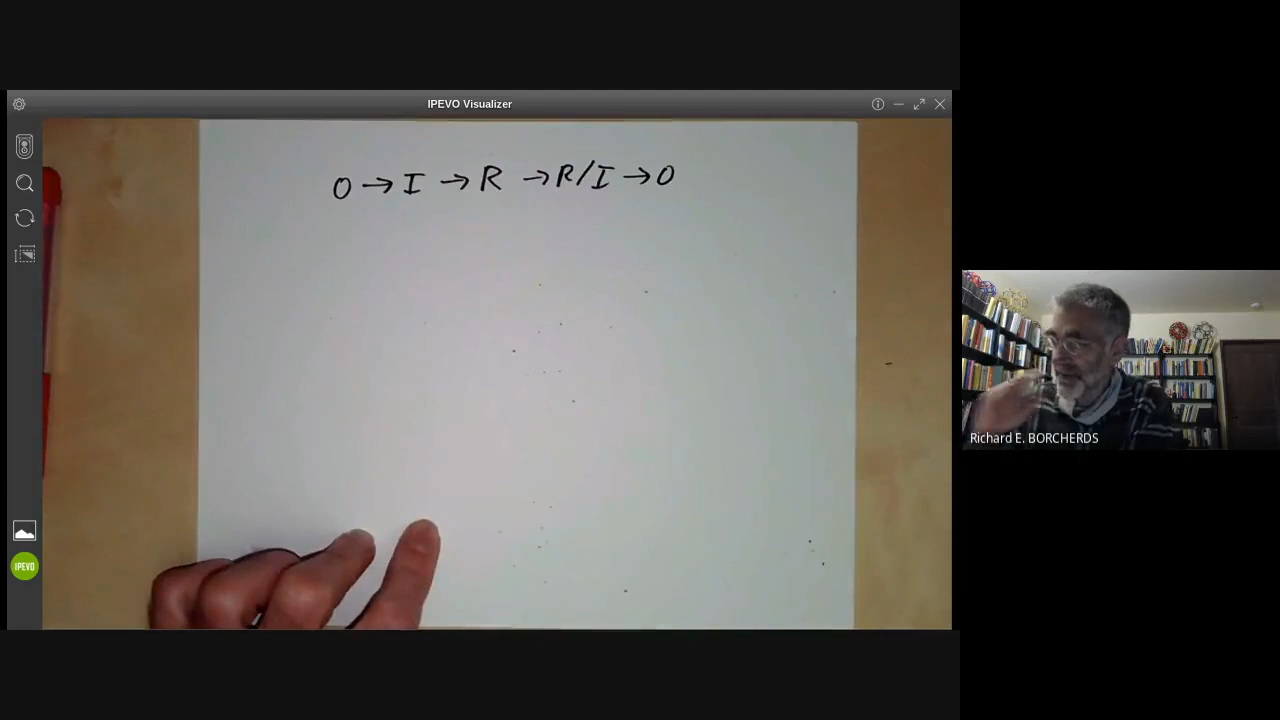 IPEVO Visualizer
0 → I → R → R/I → 0
IPEVO
Richard E. BORCHERDS